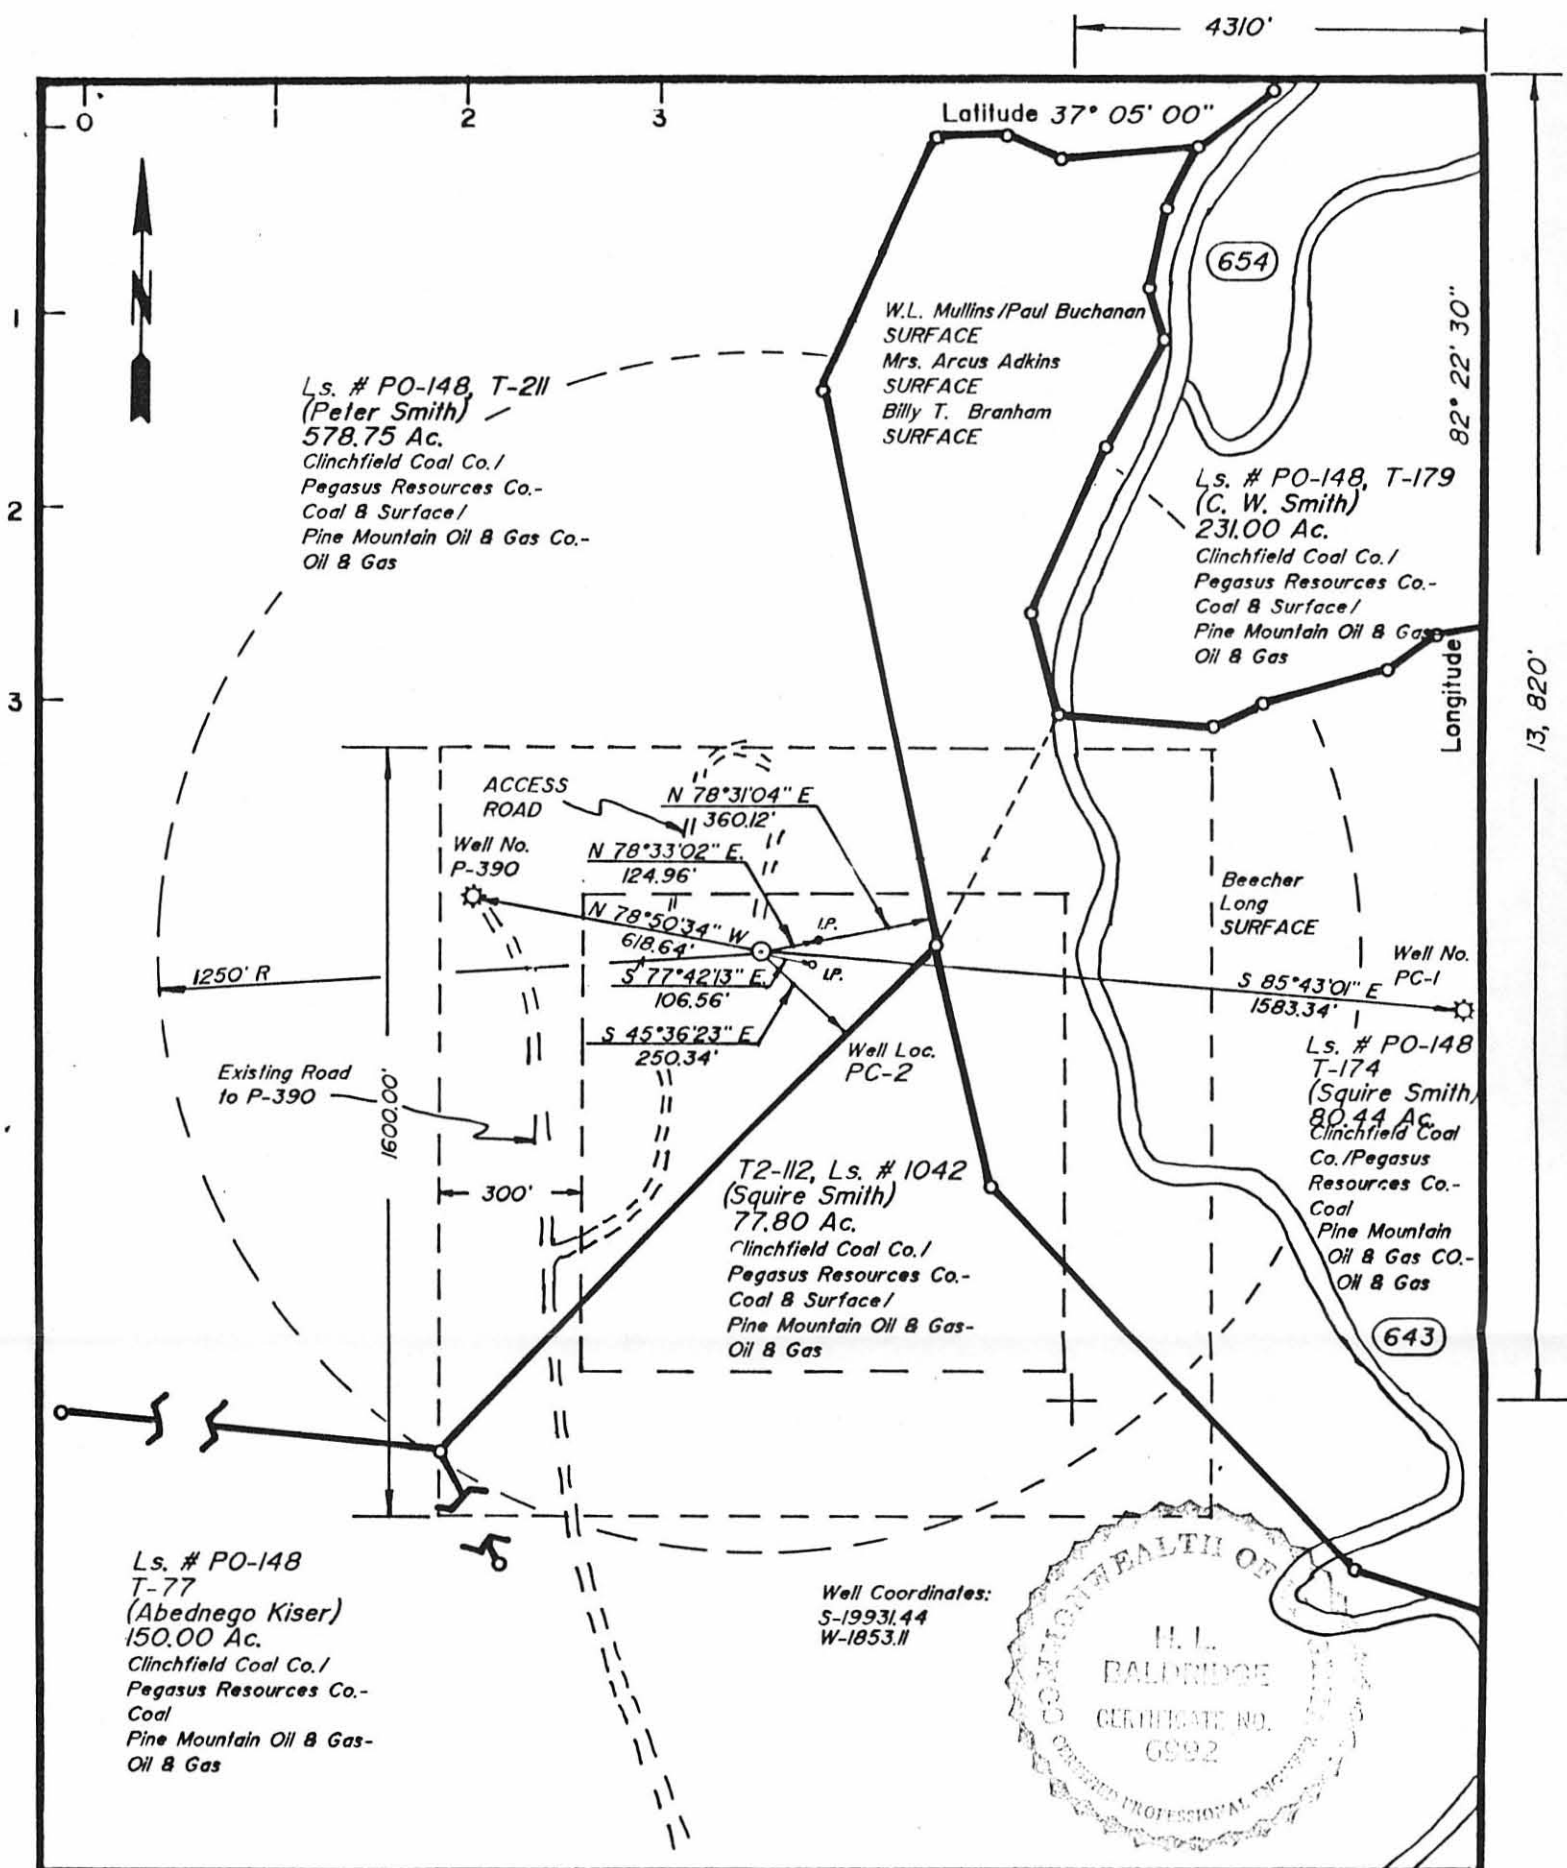 4310'
0 1 2 3
Latitude 37° 05' 00"
N
654
1
W.L. Mullins/Paul Buchanan
SURFACE
Mrs. Arcus Adkins
SURFACE
Billy T. Branham
SURFACE
82° 22' 30"
Longitude
13, 820'
Ls. # PO-148, T-211
(Peter Smith)
578.75 Ac.
Clinchfield Coal Co./
Pegasus Resources Co.-
Coal & Surface/
Pine Mountain Oil & Gas Co.-
Oil & Gas
2
Ls. # PO-148, T-179
(C. W. Smith)
231.00 Ac.
Clinchfield Coal Co./
Pegasus Resources Co.-
Coal & Surface/
Pine Mountain Oil & Gas
Oil & Gas
3
ACCESS
ROAD
N 78°31'04" E
360.12'
Well No.
P-390
N 78°33'02" E.
124.96'
N 78°50'34" W
618.64'
I.P.
I.P.
1250' R
S 77°42'13" E.
106.56'
S 45°36'23" E
250.34'
Well Loc.
PC-2
Beecher
Long
SURFACE
Well No.
PC-1
S 85°43'01" E
1583.34'
Existing Road
to P-390
1600.00'
300'
Ls. # PO-148
T-174
(Squire Smith)
80.44 Ac.
Clinchfield Coal
Co./Pegasus
Resources Co.-
Coal
Pine Mountain
Oil & Gas CO.-
Oil & Gas
T2-112, Ls. # 1042
(Squire Smith)
77.80 Ac.
Clinchfield Coal Co./
Pegasus Resources Co.-
Coal & Surface/
Pine Mountain Oil & Gas-
Oil & Gas
643
Ls. # PO-148
T-77
(Abednego Kiser)
150.00 Ac.
Clinchfield Coal Co./
Pegasus Resources Co.-
Coal
Pine Mountain Oil & Gas-
Oil & Gas
Well Coordinates:
S-19931.44
W-1853.11
COMMONWEALTH OF
H. L.
BALDRIDGE
CERTIFICATE NO.
6992
CERTIFIED PROFESSIONAL ENGINEER